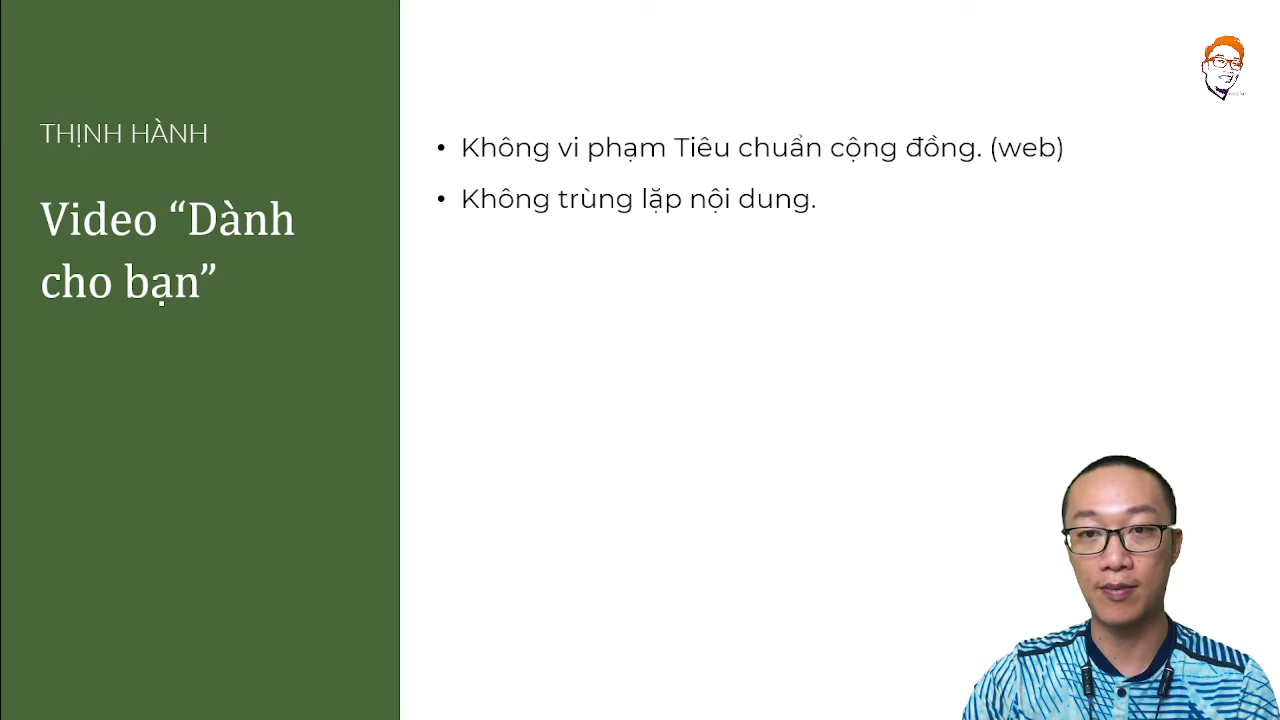 THỊNH HÀNH
Video “Dành
cho bạn”
• Không vi phạm Tiêu chuẩn cộng đồng. (web)
• Không trùng lặp nội dung.